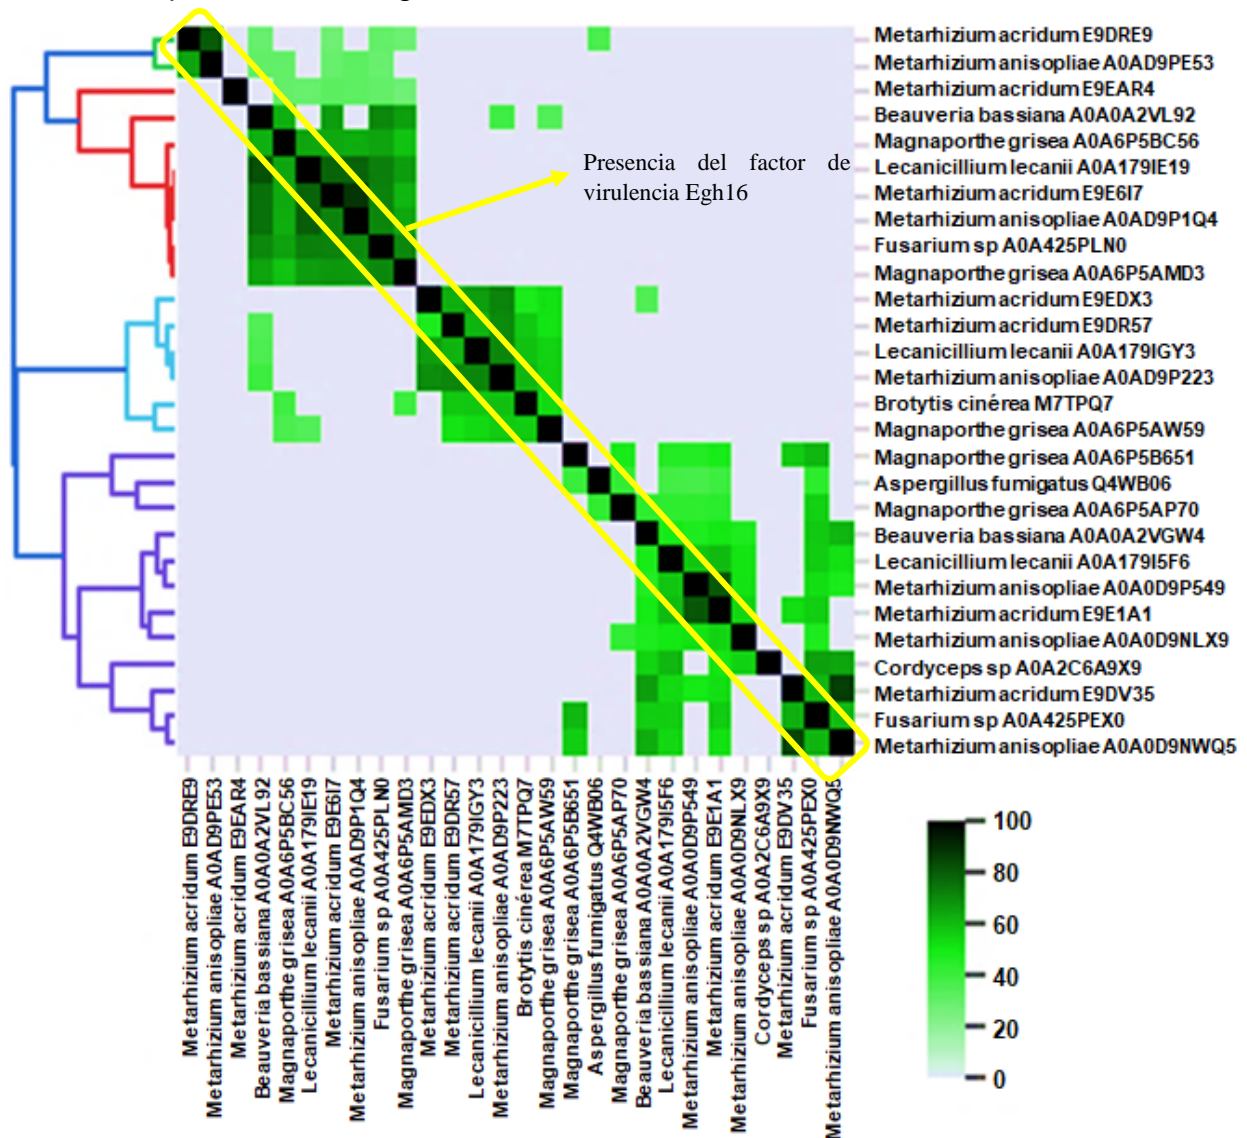 Metarhizium acridum E9DRE9
Metarhizium anisopliae A0AD9PE53
Metarhizium acridum E9EAR4
Beauveria bassiana A0A0A2VL92
Magnaporthe grisea A0A6P5BC56
Lecanicillium lecanii A0A179IE19
Metarhizium acridum E9E6I7
Metarhizium anisopliae A0AD9P1Q4
Fusarium sp A0A425PLN0
Magnaporthe grisea A0A6P5AMD3
Metarhizium acridum E9EDX3
Metarhizium acridum E9DR57
Lecanicillium lecanii A0A179IGY3
Metarhizium anisopliae A0AD9P223
Brotytis cinérea M7TPQ7
Magnaporthe grisea A0A6P5AW59
Magnaporthe grisea A0A6P5B651
Aspergillus fumigatus Q4WB06
Magnaporthe grisea A0A6P5AP70
Beauveria bassiana A0A0A2VGW4
Lecanicillium lecanii A0A179I5F6
Metarhizium anisopliae A0A0D9P549
Metarhizium acridum E9E1A1
Metarhizium anisopliae A0A0D9NLX9
Cordyceps sp A0A2C6A9X9
Metarhizium acridum E9DV35
Fusarium sp A0A425PEX0
Metarhizium anisopliae A0A0D9NWQ5
Presencia del factor de
virulencia Egh16
Metarhizium acridum E9DRE9
Metarhizium anisopliae A0AD9PE53
Metarhizium acridum E9EAR4
Beauveria bassiana A0A0A2VL92
Magnaporthe grisea A0A6P5BC56
Lecanicillium lecanii A0A179IE19
Metarhizium acridum E9E6I7
Metarhizium anisopliae A0AD9P1Q4
Fusarium sp A0A425PLN0
Magnaporthe grisea A0A6P5AMD3
Metarhizium acridum E9EDX3
Metarhizium acridum E9DR57
Lecanicillium lecanii A0A179IGY3
Metarhizium anisopliae A0AD9P223
Brotytis cinérea M7TPQ7
Magnaporthe grisea A0A6P5AW59
Magnaporthe grisea A0A6P5B651
Aspergillus fumigatus Q4WB06
Magnaporthe grisea A0A6P5AP70
Beauveria bassiana A0A0A2VGW4
Lecanicillium lecanii A0A179I5F6
Metarhizium anisopliae A0A0D9P549
Metarhizium acridum E9E1A1
Metarhizium anisopliae A0A0D9NLX9
Cordyceps sp A0A2C6A9X9
Metarhizium acridum E9DV35
Fusarium sp A0A425PEX0
Metarhizium anisopliae A0A0D9NWQ5
100
80
60
40
20
0